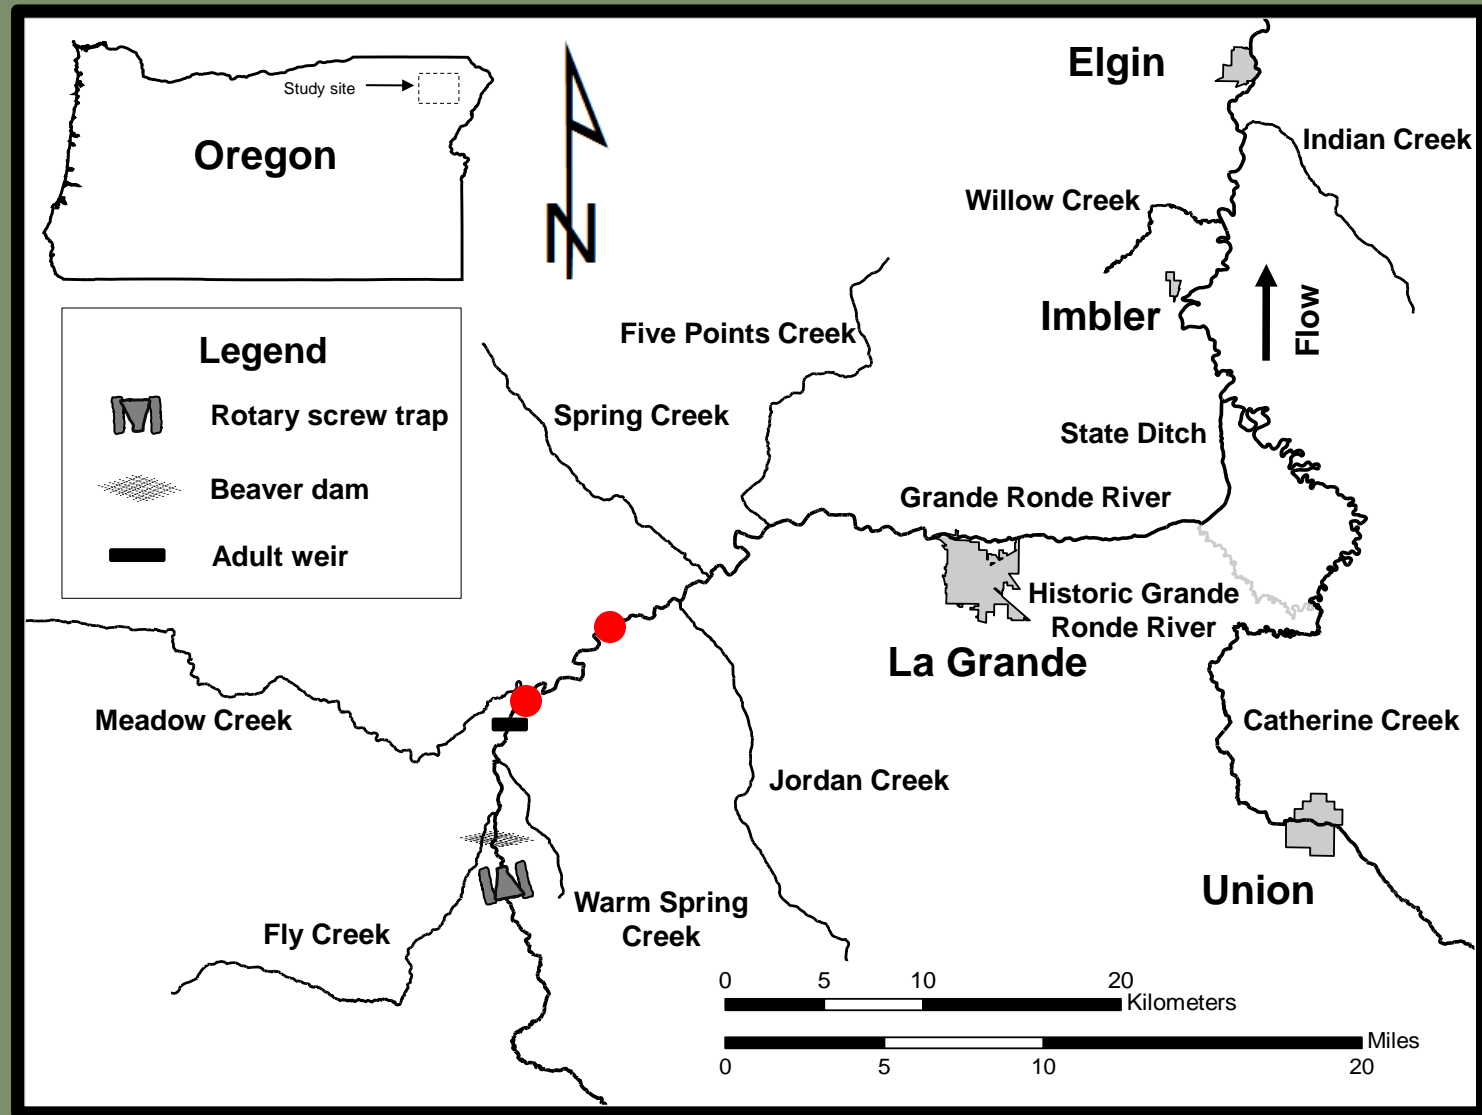 Study site
Oregon
N
Elgin
Indian Creek
Willow Creek
Imbler
Flow
Legend
Rotary screw trap
Beaver dam
Adult weir
Five Points Creek
Spring Creek
State Ditch
Grande Ronde River
Historic Grande
Ronde River
La Grande
Meadow Creek
Catherine Creek
Jordan Creek
Union
Warm Spring
Creek
Fly Creek
0 5 10 20
Kilometers
Miles
0 5 10 20